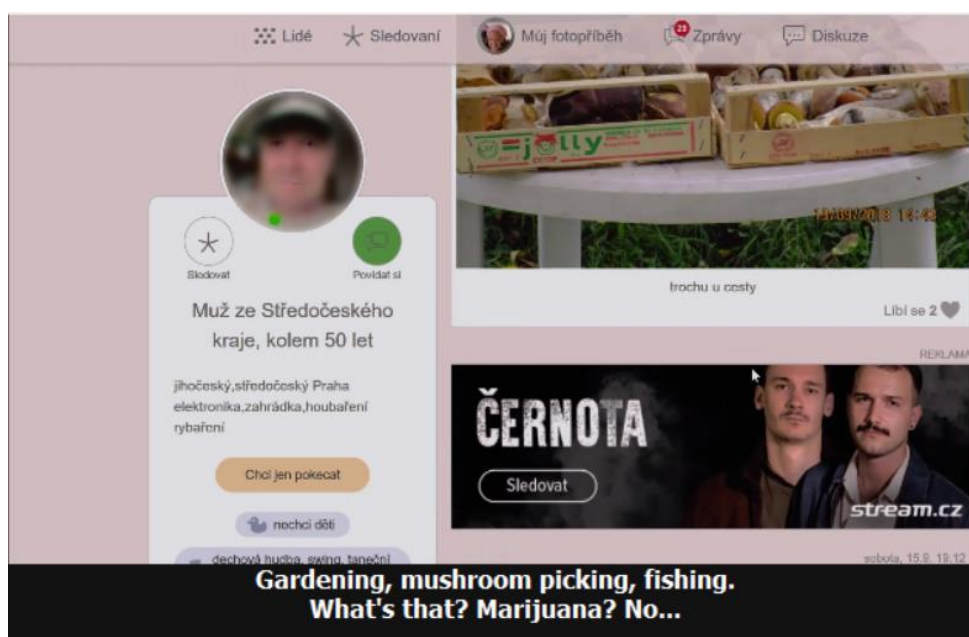 Lidé
Sledovaní
Můj fotopříběh
23
Zprávy
Diskuze
jolly
19/09/2018 14:42
Sledovat
Povídat si
Muž ze Středočeského
kraje, kolem 50 let
jihočeský,středočeský Praha
elektronika,zahrádka,houbaření
rybaření
Chci jen pokecat
nechci děti
dechová hudba, swing, taneční
trochu u cesty
Líbí se 2
REKLAMA
ČERNOTA
Sledovat
stream.cz
sobota, 15.9. 19:12
Gardening, mushroom picking, fishing.
What's that? Marijuana? No...